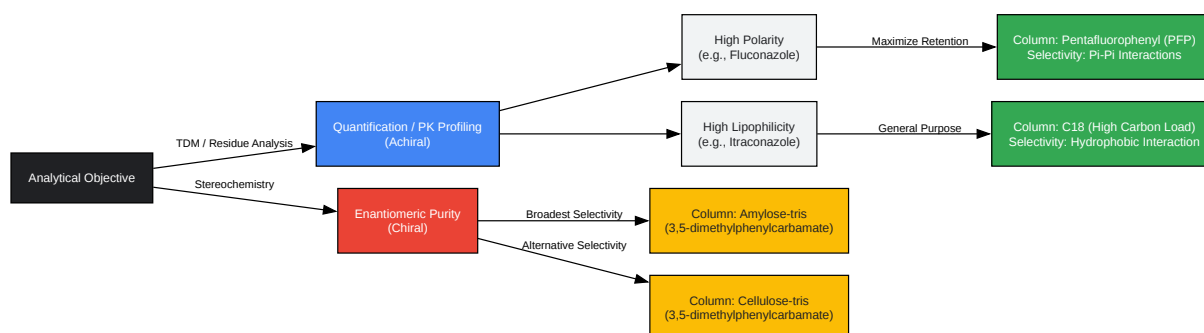 Analytical Objective
TDM / Residue Analysis
Stereochemistry
Quantification / PK Profiling
(Achiral)
Enantiomeric Purity
(Chiral)
High Polarity
(e.g., Fluconazole)
Maximize Retention
Column: Pentafluorophenyl (PFP)
Selectivity: Pi-Pi Interactions
High Lipophilicity
(e.g., Itraconazole)
General Purpose
Column: C18 (High Carbon Load)
Selectivity: Hydrophobic Interaction
Broadest Selectivity
Column: Amylose-tris
(3,5-dimethylphenylcarbamate)
Alternative Selectivity
Column: Cellulose-tris
(3,5-dimethylphenylcarbamate)